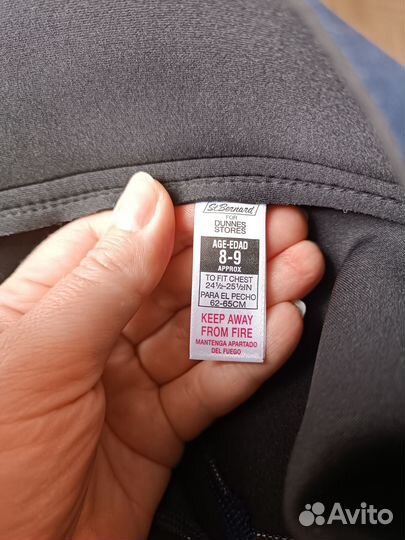 St. Bernard
FOR
DUNNES
STORES
AGE-EDAD
8-9
APPROX
TO FIT CHEST
24½-25½IN
PARA EL PECHO
62-65CM
KEEP AWAY
FROM FIRE
MANTENGA APARTADO
DEL FUEGO
Avito